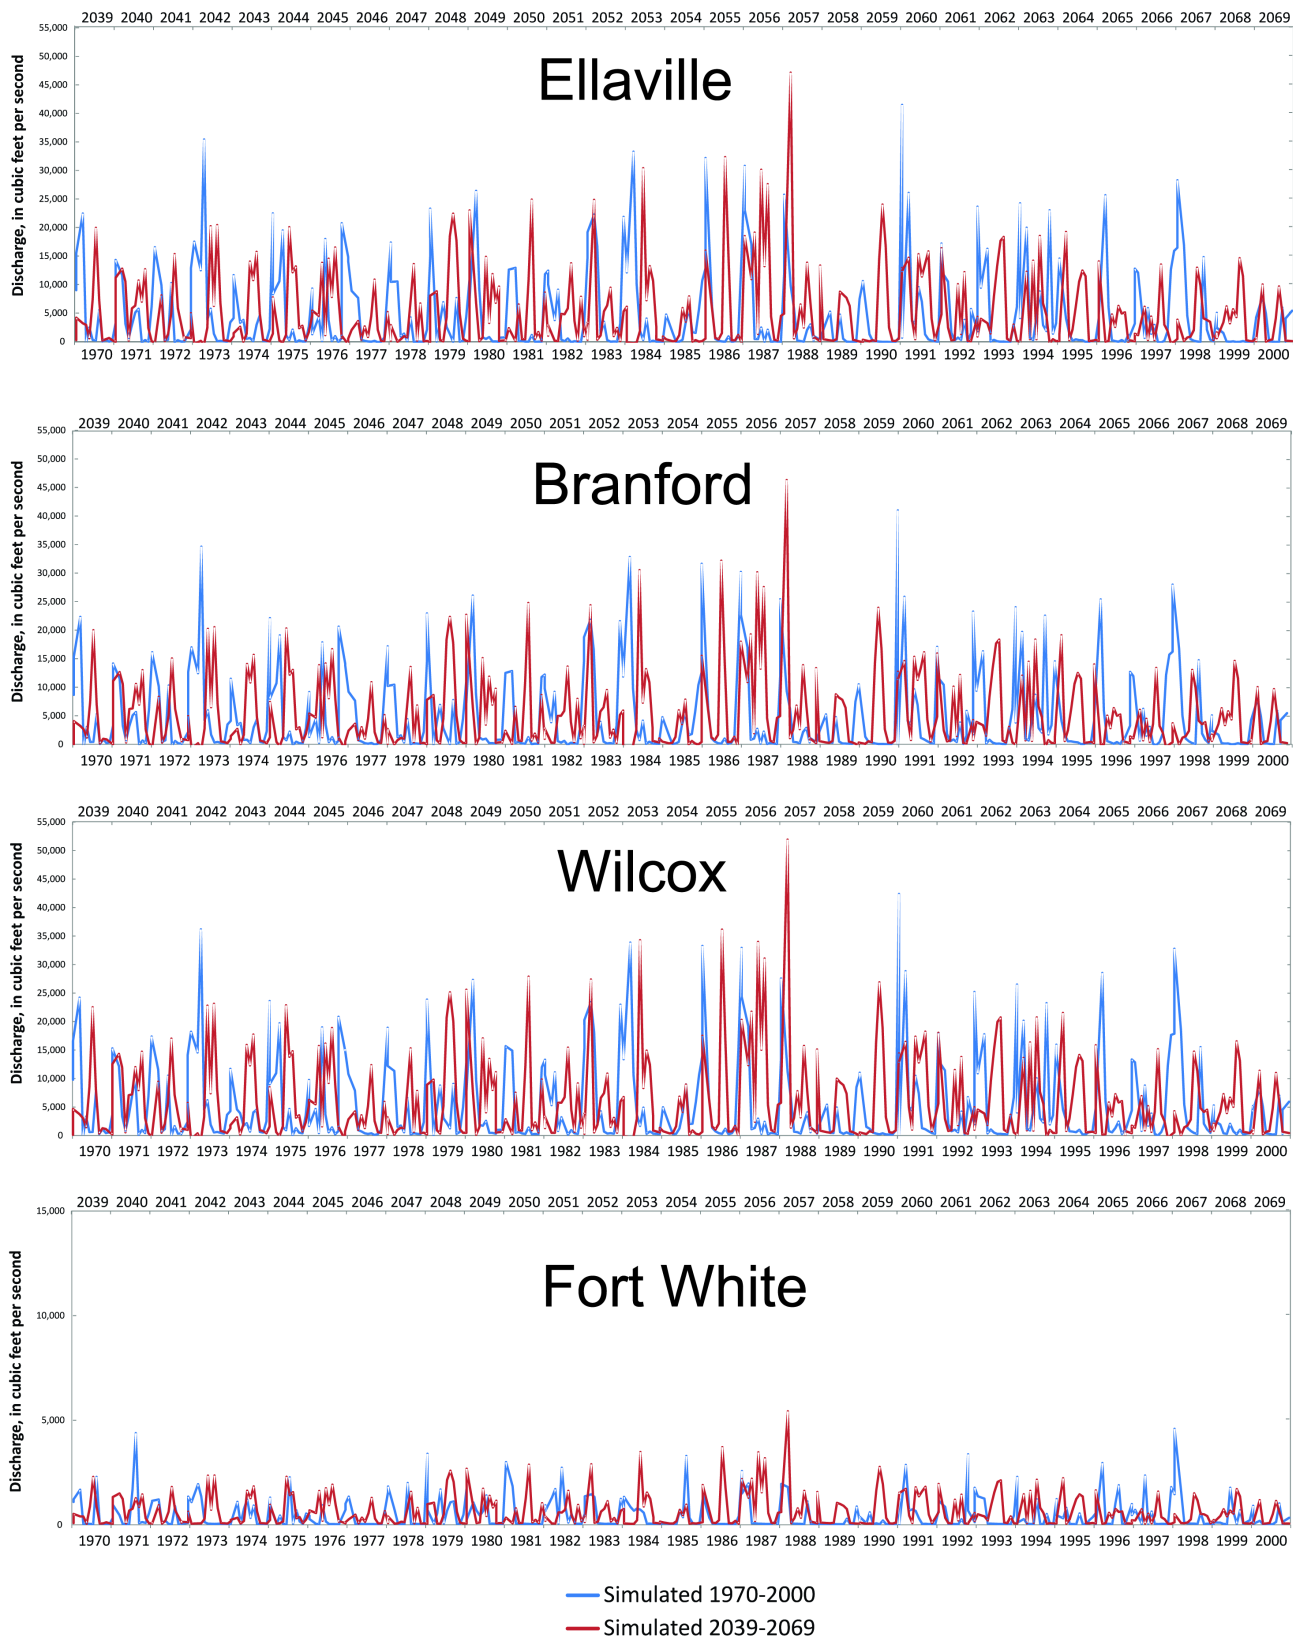 2039 2040 2041 2042 2043 2044 2045 2046 2047 2048 2049 2050 2051 2052 2053 2054 2055 2056 2057 2058 2059 2060 2061 2062 2063 2064 2065 2066 2067 2068 2069
55,000
50,000
Ellaville
45,000
40,000
35,000
30,000
25,000
20,000
15,000
10,000
5,000
0
Discharge, in cubic feet per second
1970 1971 1972 1973 1974 1975 1976 1977 1978 1979 1980 1981 1982 1983 1984 1985 1986 1987 1988 1989 1990 1991 1992 1993 1994 1995 1996 1997 1998 1999 2000
2039 2040 2041 2042 2043 2044 2045 2046 2047 2048 2049 2050 2051 2052 2053 2054 2055 2056 2057 2058 2059 2060 2061 2062 2063 2064 2065 2066 2067 2068 2069
55,000
50,000
Branford
45,000
40,000
35,000
30,000
25,000
20,000
15,000
10,000
5,000
0
Discharge, in cubic feet per second
1970 1971 1972 1973 1974 1975 1976 1977 1978 1979 1980 1981 1982 1983 1984 1985 1986 1987 1988 1989 1990 1991 1992 1993 1994 1995 1996 1997 1998 1999 2000
2039 2040 2041 2042 2043 2044 2045 2046 2047 2048 2049 2050 2051 2052 2053 2054 2055 2056 2057 2058 2059 2060 2061 2062 2063 2064 2065 2066 2067 2068 2069
55,000
50,000
Wilcox
45,000
40,000
35,000
30,000
25,000
20,000
15,000
10,000
5,000
0
Discharge, in cubic feet per second
1970 1971 1972 1973 1974 1975 1976 1977 1978 1979 1980 1981 1982 1983 1984 1985 1986 1987 1988 1989 1990 1991 1992 1993 1994 1995 1996 1997 1998 1999 2000
2039 2040 2041 2042 2043 2044 2045 2046 2047 2048 2049 2050 2051 2052 2053 2054 2055 2056 2057 2058 2059 2060 2061 2062 2063 2064 2065 2066 2067 2068 2069
15,000
Fort White
10,000
5,000
0
Discharge, in cubic feet per second
1970 1971 1972 1973 1974 1975 1976 1977 1978 1979 1980 1981 1982 1983 1984 1985 1986 1987 1988 1989 1990 1991 1992 1993 1994 1995 1996 1997 1998 1999 2000
Simulated 1970-2000
Simulated 2039-2069